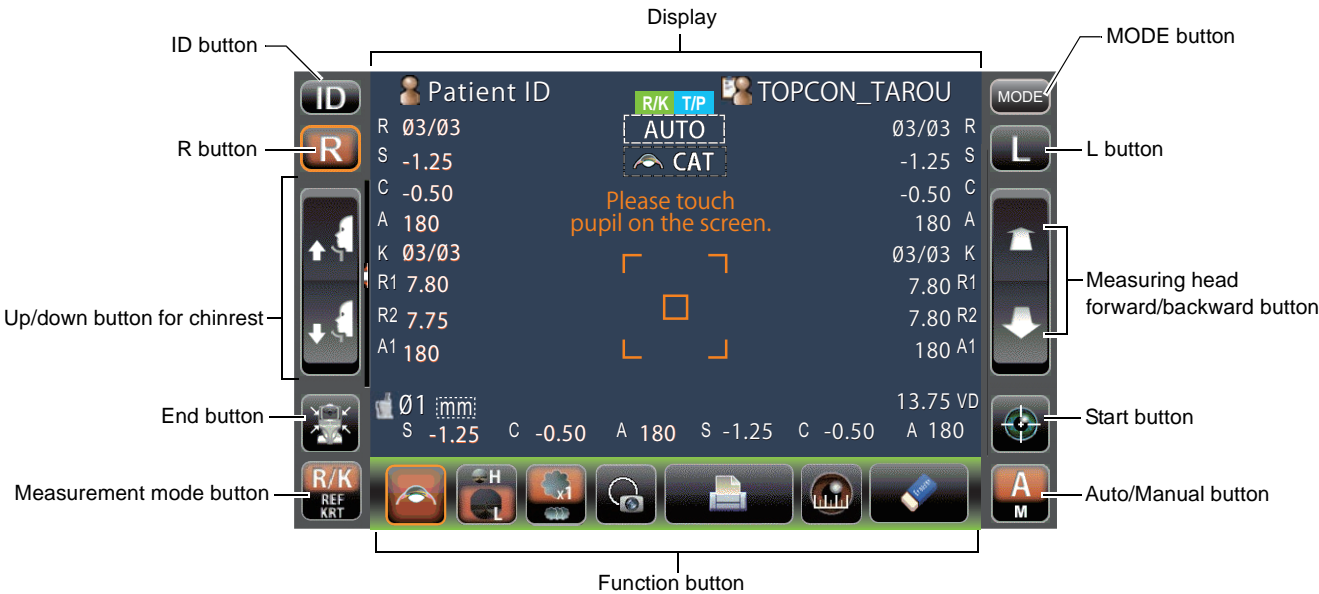 Display
ID button
MODE button
ID
Patient ID
TOPCON_TAROU
MODE
R/K T/P
R button
R
R Ø3/Ø3
AUTO
Ø3/Ø3 R
L
L button
S -1.25
CAT
-1.25 S
C -0.50
Please touch
pupil on the screen.
-0.50 C
A 180
180 A
K Ø3/Ø3
Ø3/Ø3 K
R1 7.80
7.80 R1
Up/down button for chinrest
Measuring head
forward/backward button
R2 7.75
7.80 R2
A1 180
180 A1
End button
Ø1 mm
13.75 VD
Start button
S -1.25 C -0.50 A 180 S -1.25 C -0.50 A 180
Measurement mode button
R/K
REF
KRT
H
L
x1
Eraser
A
M
Auto/Manual button
Function button